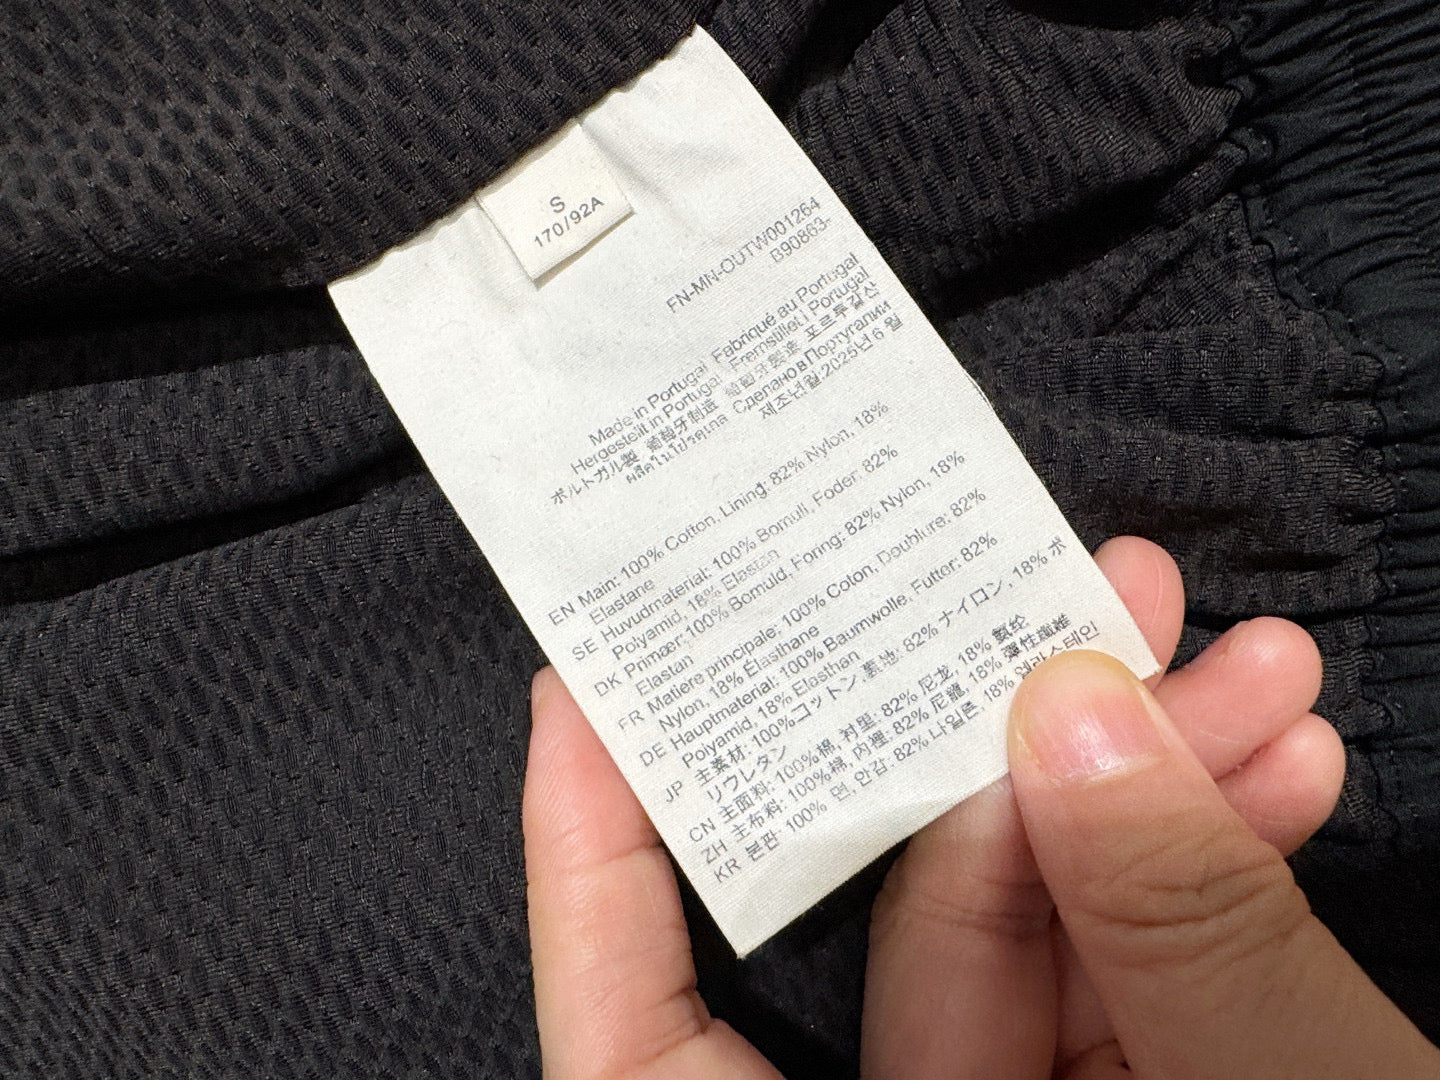 S
170/92A
FN-MN-OUTW001264
B90863-
Made in Portugal Fabriqué au Portugal
Hergestellt in Portugal Fremstillet i Portugal
ポルトガル製 葡萄牙制造 葡萄牙製造 포르투갈산
ผลิตในโปรตุเกส Сделано в Португалии
제조년월:2025년 6 월
EN Main: 100% Cotton, Lining: 82% Nylon, 18%
Elastane
SE Huvudmaterial: 100% Bomull, Foder: 82%
Polyamid, 18% Elastan
DK Primær: 100% Bomuld, Foring: 82% Nylon, 18%
Elastan
FR Matière principale: 100% Coton, Doublure: 82%
Nylon, 18% Élasthane
DE Hauptmaterial: 100% Baumwolle, Futter: 82%
Polyamid, 18% Elasthan
JP 主素材: 100%コットン, 裏地: 82% ナイロン, 18% ポ
リウレタン
CN 主面料: 100%棉, 衬里: 82% 尼龙, 18% 氨纶
ZH 主布料: 100%棉, 內裡: 82% 尼龍, 18% 彈性纖維
KR 본판: 100% 면, 안감: 82% 나일론, 18% 엘라스테인